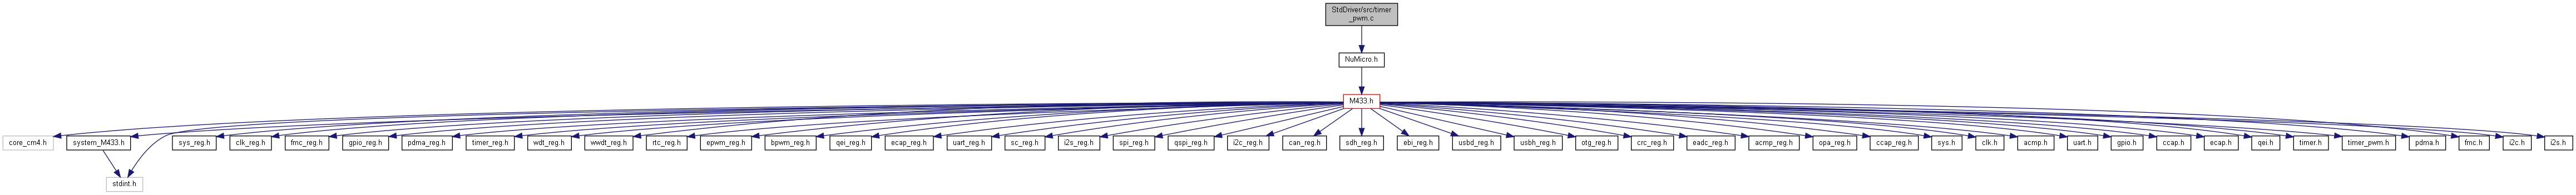 StdDriver/src/timer
_pwm.c
NuMicro.h
M433.h
core_cm4.h
system_M433.h
sys_reg.h
clk_reg.h
fmc_reg.h
gpio_reg.h
pdma_reg.h
timer_reg.h
wdt_reg.h
wwdt_reg.h
rtc_reg.h
epwm_reg.h
bpwm_reg.h
qei_reg.h
ecap_reg.h
uart_reg.h
sc_reg.h
i2s_reg.h
spi_reg.h
qspi_reg.h
i2c_reg.h
can_reg.h
sdh_reg.h
ebi_reg.h
usbd_reg.h
usbh_reg.h
otg_reg.h
crc_reg.h
eadc_reg.h
acmp_reg.h
opa_reg.h
ccap_reg.h
sys.h
clk.h
acmp.h
uart.h
gpio.h
ccap.h
ecap.h
qei.h
timer.h
timer_pwm.h
pdma.h
fmc.h
i2c.h
i2s.h
stdint.h